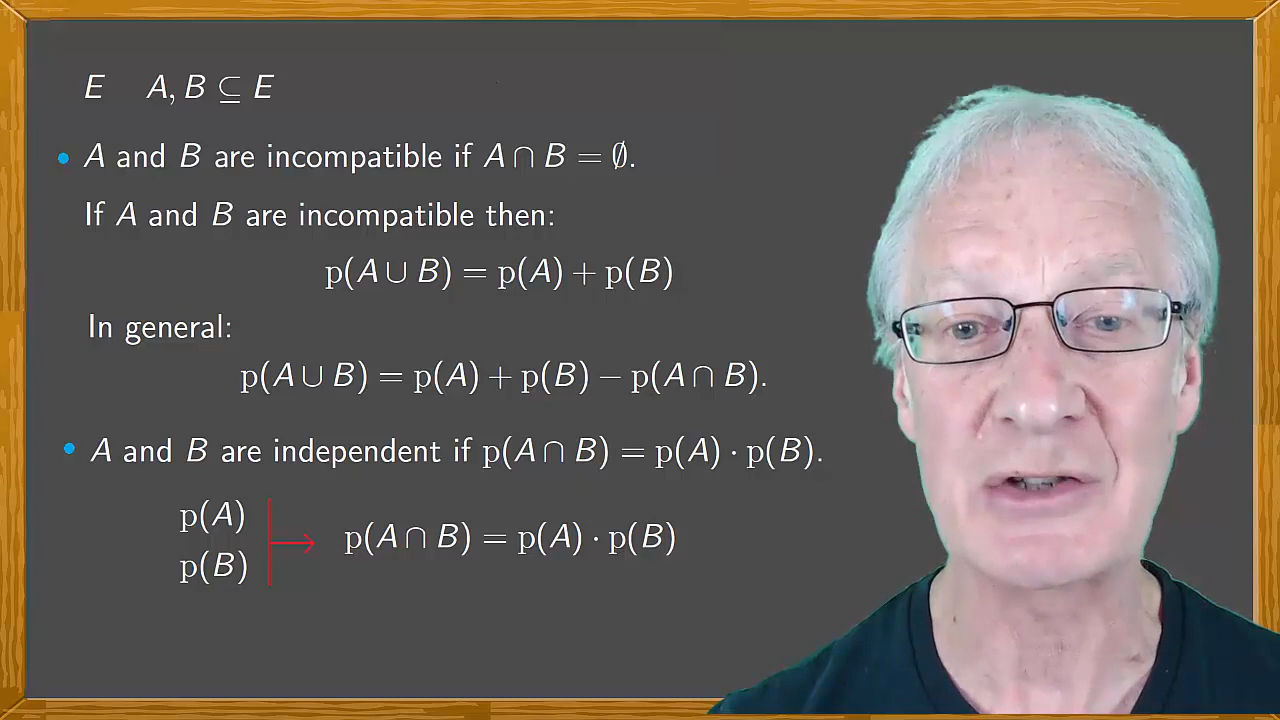 E A, B ⊆ E
• A and B are incompatible if A ∩ B = ∅.
If A and B are incompatible then:
p(A ∪ B) = p(A) + p(B)
In general:
p(A ∪ B) = p(A) + p(B) − p(A ∩ B).
• A and B are independent if p(A ∩ B) = p(A) · p(B).
p(A)
p(B)
p(A ∩ B) = p(A) · p(B)